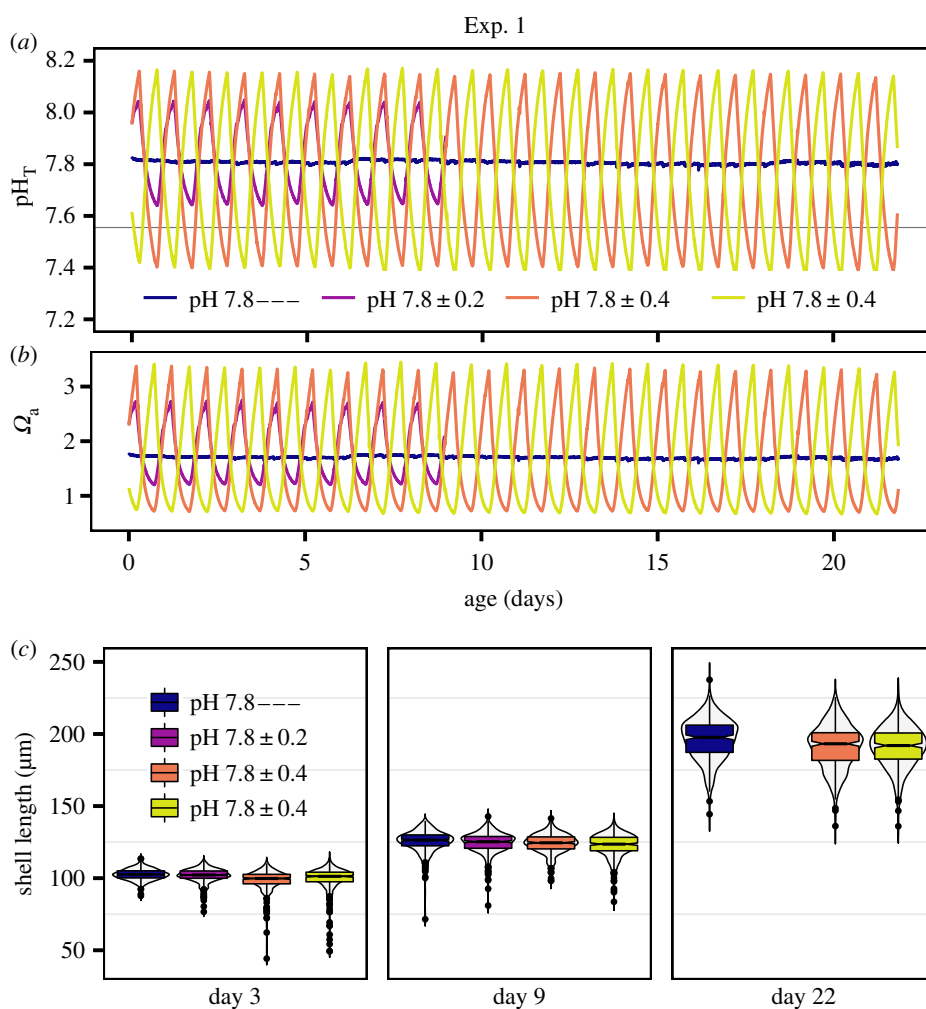 Exp. 1
(a)
8.2
8.0
7.8
7.6
7.4
7.2
pH_T
pH 7.8 – – –
pH 7.8 ± 0.2
pH 7.8 ± 0.4
pH 7.8 ± 0.4
(b)
3
2
1
Ω_a
0
5
10
15
20
age (days)
(c)
250
200
150
100
50
shell length (µm)
pH 7.8 – – –
pH 7.8 ± 0.2
pH 7.8 ± 0.4
pH 7.8 ± 0.4
day 3
day 9
day 22